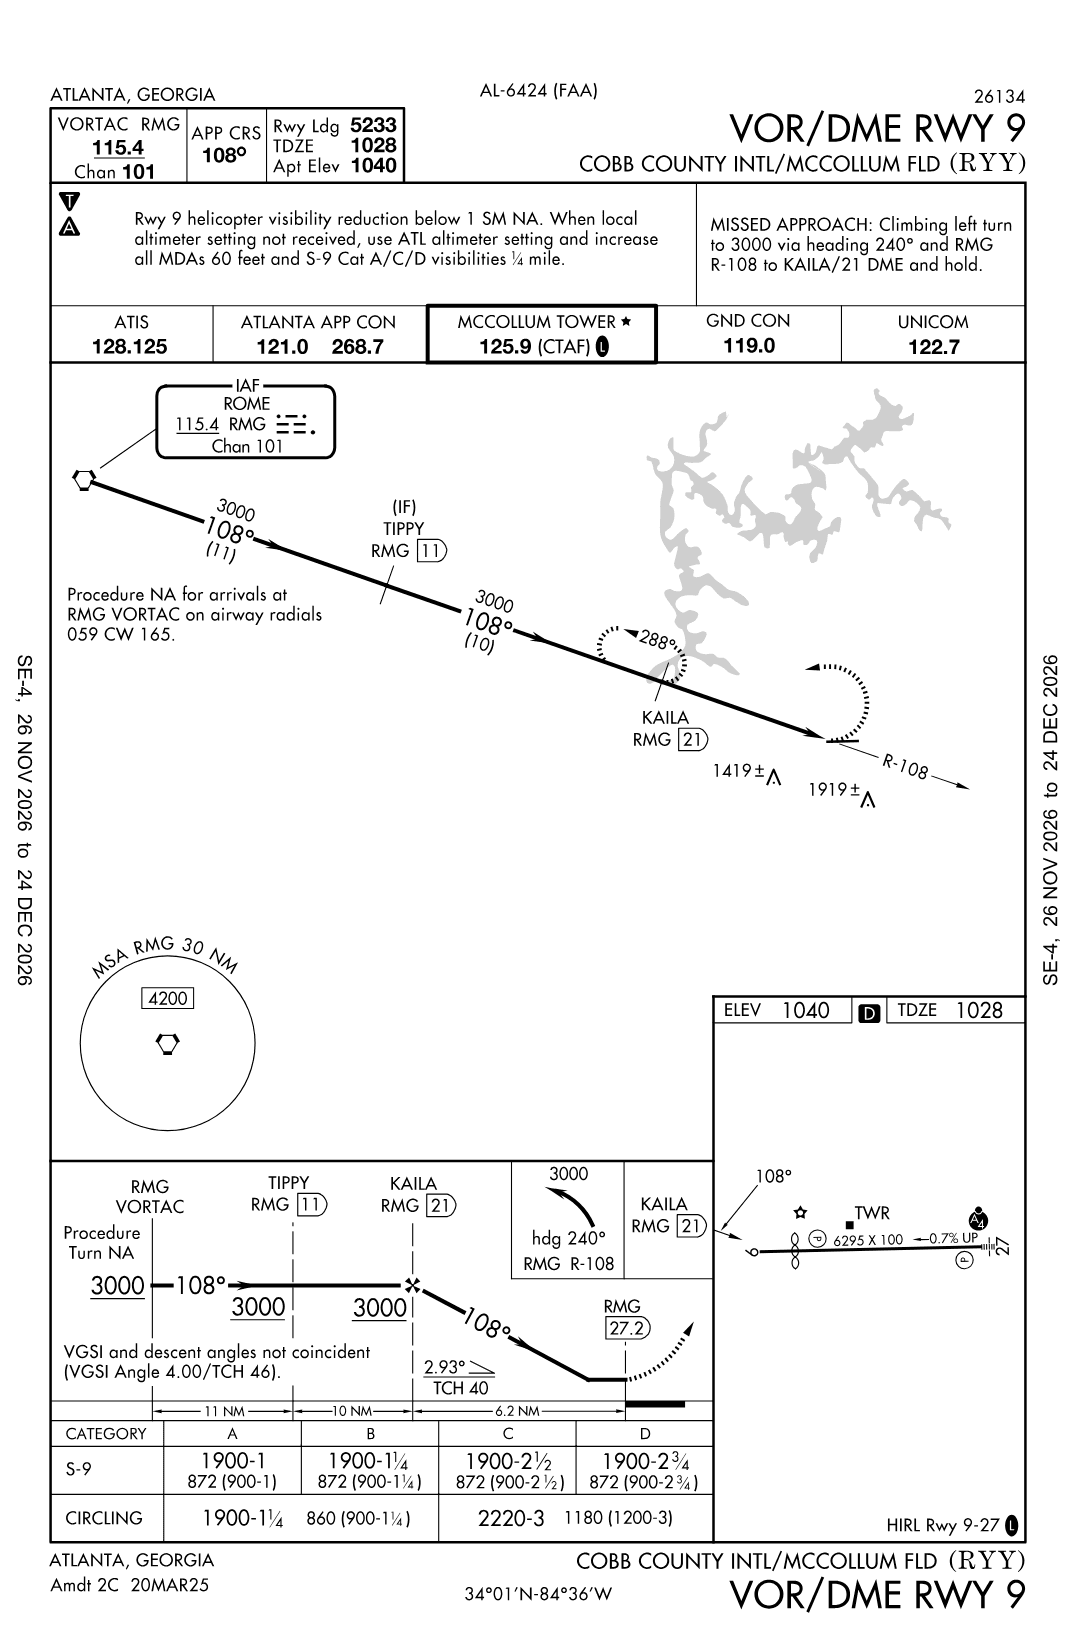 ATLANTA, GEORGIA
AL-6424 (FAA)
26134
VORTAC RMG
115.4
Chan 101
APP CRS
108°
Rwy Ldg 5233
TDZE 1028
Apt Elev 1040
VOR/DME RWY 9
COBB COUNTY INTL/MCCOLLUM FLD (RYY)
T
A
Rwy 9 helicopter visibility reduction below 1 SM NA. When local
altimeter setting not received, use ATL altimeter setting and increase
all MDAs 60 feet and S-9 Cat A/C/D visibilities ¼ mile.
MISSED APPROACH: Climbing left turn
to 3000 via heading 240° and RMG
R-108 to KAILA/21 DME and hold.
ATIS
128.125
ATLANTA APP CON
121.0 268.7
MCCOLLUM TOWER ★
125.9 (CTAF) L
GND CON
119.0
UNICOM
122.7
IAF
ROME
115.4 RMG
Chan 101
3000
108°
(11)
(IF)
TIPPY
RMG 11
Procedure NA for arrivals at
RMG VORTAC on airway radials
059 CW 165.
3000
108°
(10)
288°
KAILA
RMG 21
R-108
1419±
1919±
SE-4, 26 NOV 2026 to 24 DEC 2026
SE-4, 26 NOV 2026 to 24 DEC 2026
MSA RMG 30 NM
4200
ELEV 1040
D
TDZE 1028
108°
TWR
A4
P
6295 X 100
0.7% UP
P
9
27
HIRL Rwy 9-27 L
RMG
VORTAC
TIPPY
RMG 11
KAILA
RMG 21
3000
hdg 240°
RMG R-108
KAILA
RMG 21
Procedure
Turn NA
3000
108°
3000
3000
108°
RMG
27.2
VGSI and descent angles not coincident
(VGSI Angle 4.00/TCH 46).
2.93°
TCH 40
11 NM
10 NM
6.2 NM
CATEGORY A B C D
S-9
1900-1
872 (900-1)
1900-1¼
872 (900-1¼)
1900-2½
872 (900-2½)
1900-2¾
872 (900-2¾)
CIRCLING
1900-1¼ 860 (900-1¼)
2220-3 1180 (1200-3)
ATLANTA, GEORGIA
Amdt 2C 20MAR25
34°01'N-84°36'W
COBB COUNTY INTL/MCCOLLUM FLD (RYY)
VOR/DME RWY 9